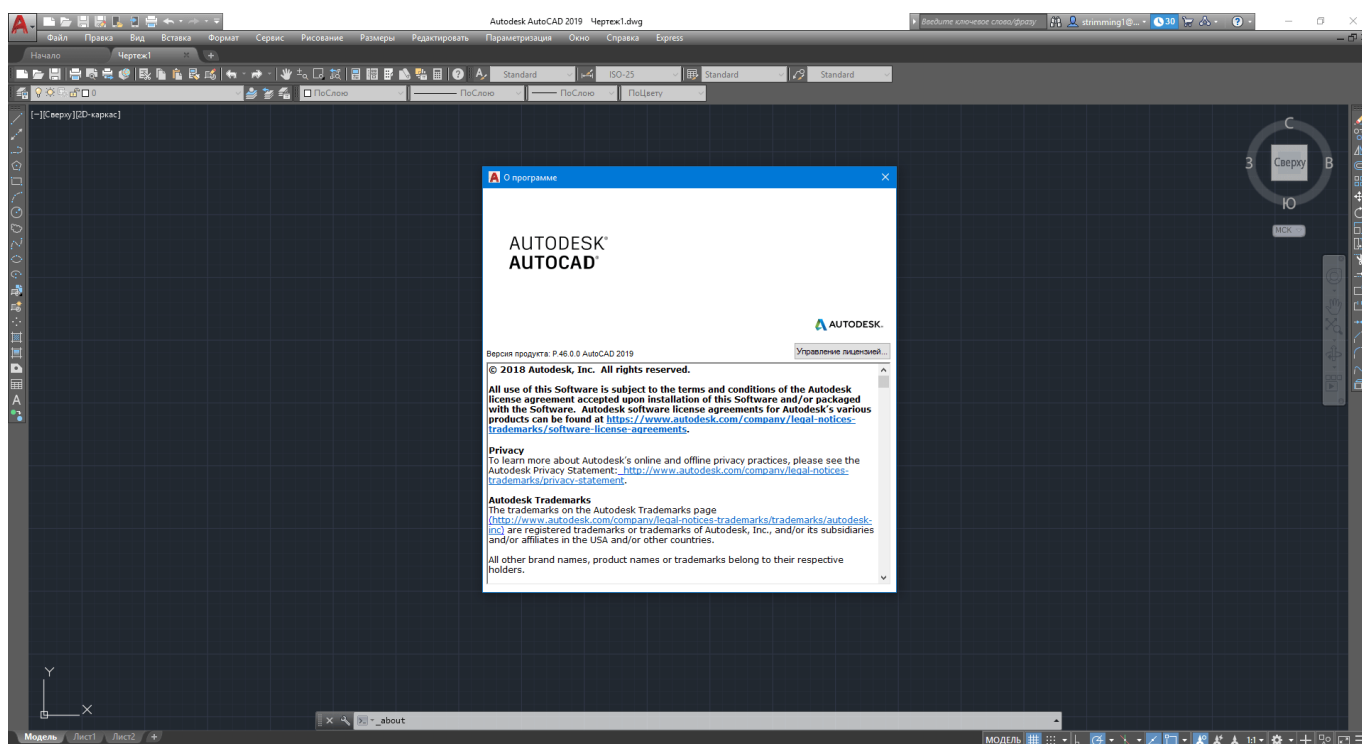 Autodesk AutoCAD 2019 Чертеж1.dwg
Введите ключевое слово/фразу
strimming1@...
30
Файл Правка Вид Вставка Формат Сервис Рисование Размеры Редактировать Параметризация Окно Справка Express
Начало Чертеж1
Standard ISO-25 Standard Standard
0 ПоСлою ПоСлою ПоСлою ПоЦвету
[−][Сверху][2D-каркас]
С
З Сверху В
Ю
МСК
О программе
AUTODESK®
AUTOCAD®
AUTODESK.
Версия продукта: P.46.0.0 AutoCAD 2019
Управление лицензией...
© 2018 Autodesk, Inc. All rights reserved.
All use of this Software is subject to the terms and conditions of the Autodesk
license agreement accepted upon installation of this Software and/or packaged
with the Software. Autodesk software license agreements for Autodesk's various
products can be found at https://www.autodesk.com/company/legal-notices-
trademarks/software-license-agreements.
Privacy
To learn more about Autodesk's online and offline privacy practices, please see the
Autodesk Privacy Statement: http://www.autodesk.com/company/legal-notices-
trademarks/privacy-statement.
Autodesk Trademarks
The trademarks on the Autodesk Trademarks page
(http://www.autodesk.com/company/legal-notices-trademarks/trademarks/autodesk-
inc) are registered trademarks or trademarks of Autodesk, Inc., and/or its subsidiaries
and/or affiliates in the USA and/or other countries.
All other brand names, product names or trademarks belong to their respective
holders.
Y
X
_about
Модель Лист1 Лист2 +
МОДЕЛЬ 1:1